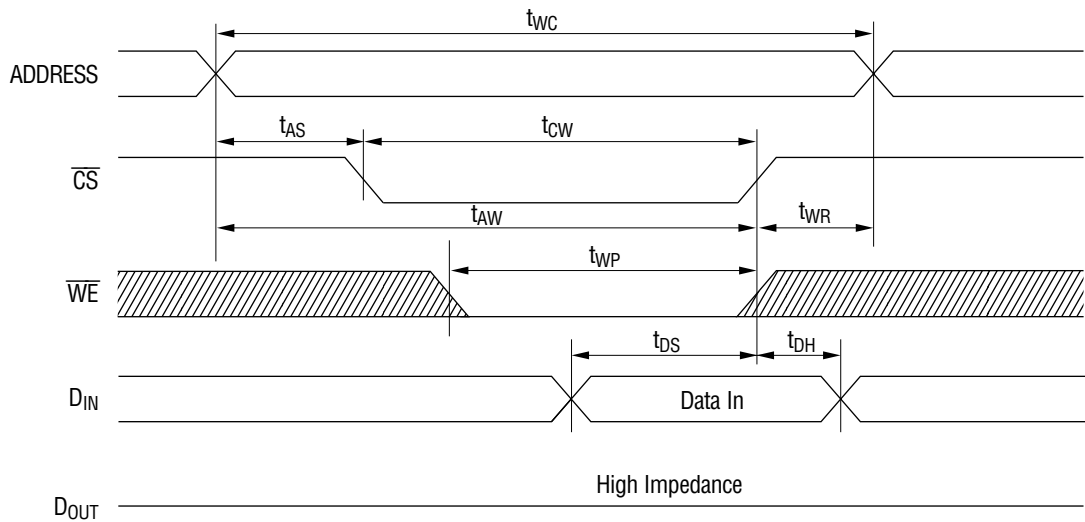 tWC
ADDRESS
tAS
tCW
CS
tAW
tWR
tWP
WE
tDS
tDH
DIN
Data In
High Impedance
DOUT